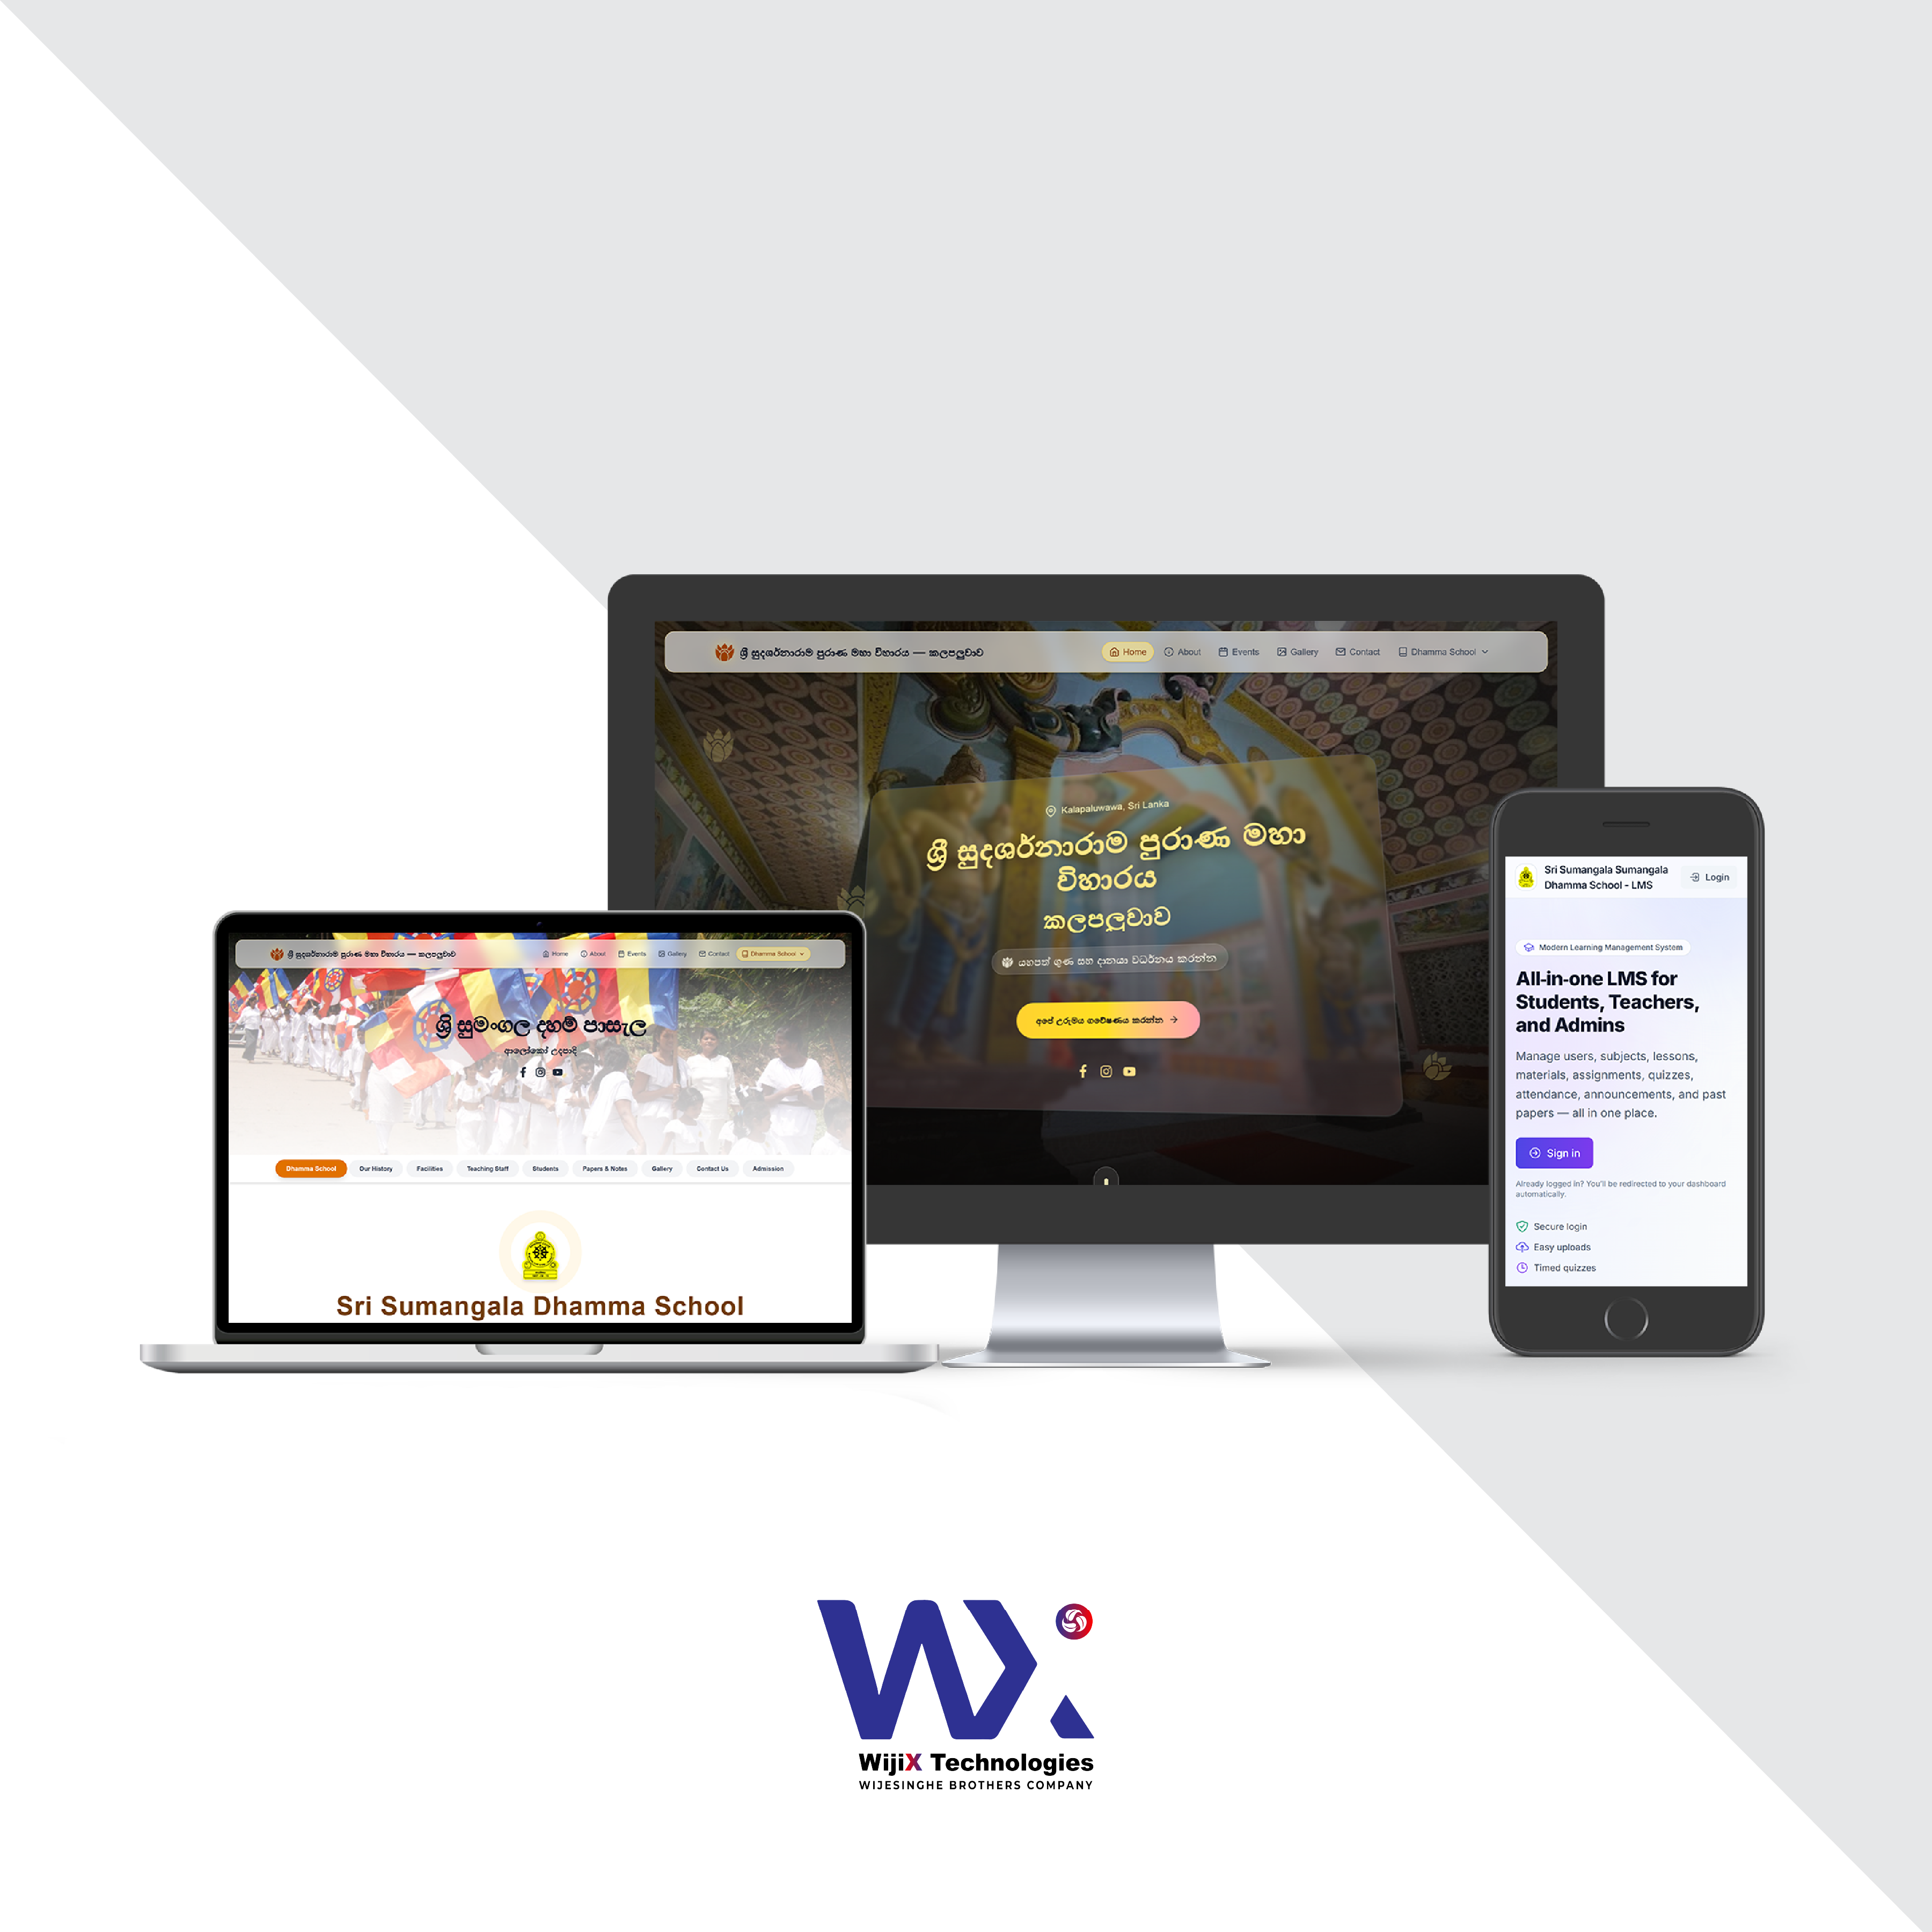 ශ්‍රී සුදර්ශනාරාම පුරාණ මහා විහාරය — කලපලුවාව
Home
About
Events
Gallery
Contact
Dhamma School
Kalapaluwawa, Sri Lanka
ශ්‍රී සුදර්ශනාරාම පුරාණ මහා
විහාරය
කලපලුවාව
යහපත් ගුණ සහ දානයා වර්ධනය කරන්න
අපේ උරුමය ගවේෂණය කරන්න
ශ්‍රී සුදර්ශනාරාම පුරාණ මහා විහාරය — කලපලුවාව
Home
About
Events
Gallery
Contact
Dhamma School
ශ්‍රි සුමංගල දහම් පාසැල
ආලෝකෝ උදපාදි
Dhamma School
Our History
Facilities
Teaching Staff
Students
Papers & Notes
Gallery
Contact Us
Admission
Sri Sumangala Dhamma School
Sri Sumangala Sumangala
Dhamma School - LMS
Login
Modern Learning Management System
All-in-one LMS for
Students, Teachers,
and Admins
Manage users, subjects, lessons,
materials, assignments, quizzes,
attendance, announcements, and past
papers — all in one place.
Sign in
Already logged in? You'll be redirected to your dashboard
automatically.
Secure login
Easy uploads
Timed quizzes
WX
WijiX Technologies
WIJESINGHE BROTHERS COMPANY